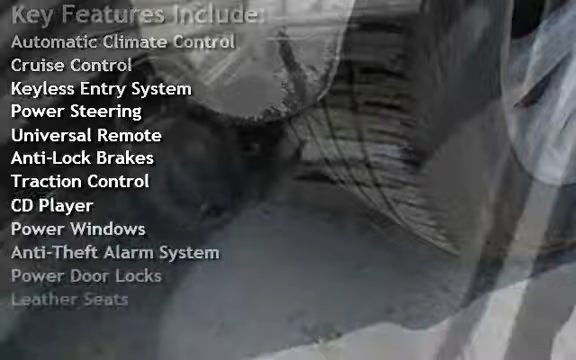 Key Features Include:
Automatic Climate Control
Cruise Control
Keyless Entry System
Power Steering
Universal Remote
Anti-Lock Brakes
Traction Control
CD Player
Power Windows
Anti-Theft Alarm System
Power Door Locks
Leather Seats